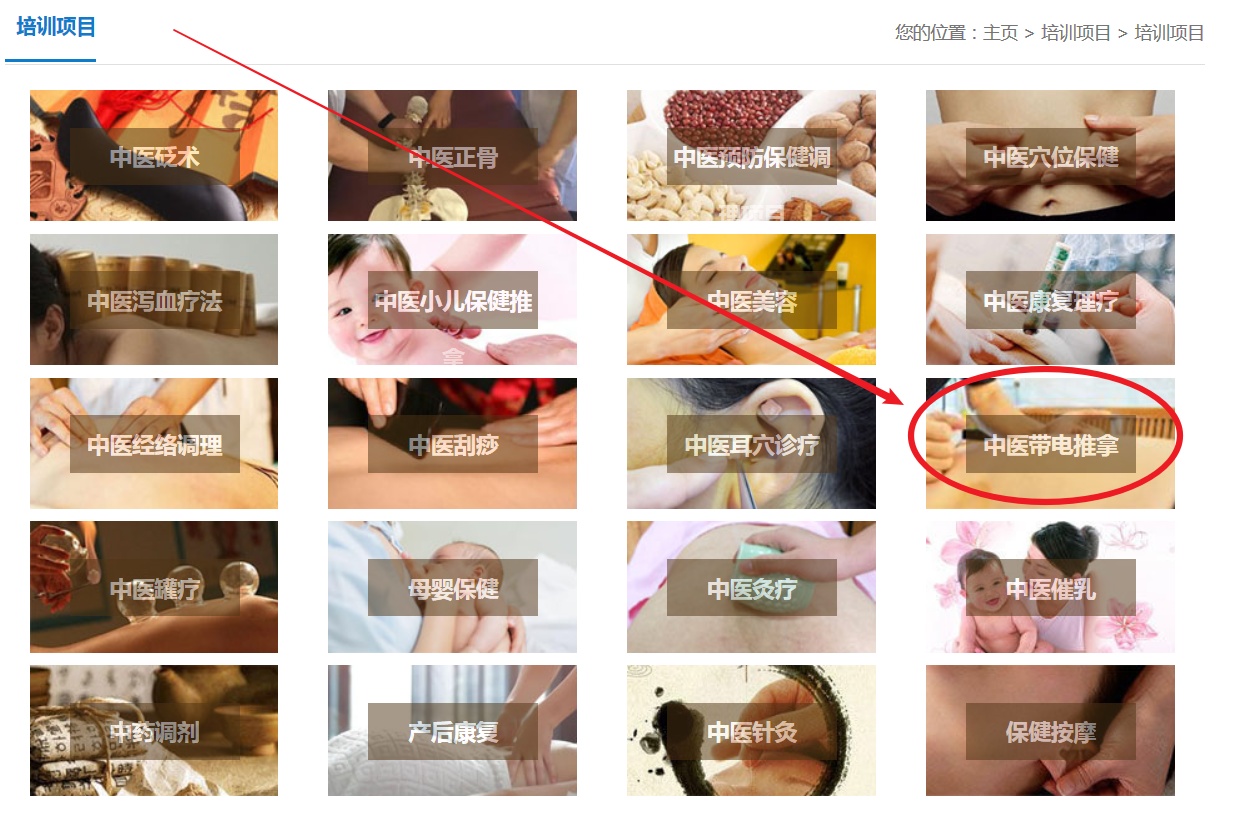 培训项目
您的位置：主页 > 培训项目 > 培训项目
中医砭术
中医正骨
中医预防保健调
理项目
中医穴位保健
中医泻血疗法
中医小儿保健推
拿
中医美容
中医康复理疗
中医经络调理
中医刮痧
中医耳穴诊疗
中医带电推拿
中医罐疗
母婴保健
中医灸疗
中医催乳
中药调剂
产后康复
中医针灸
保健按摩